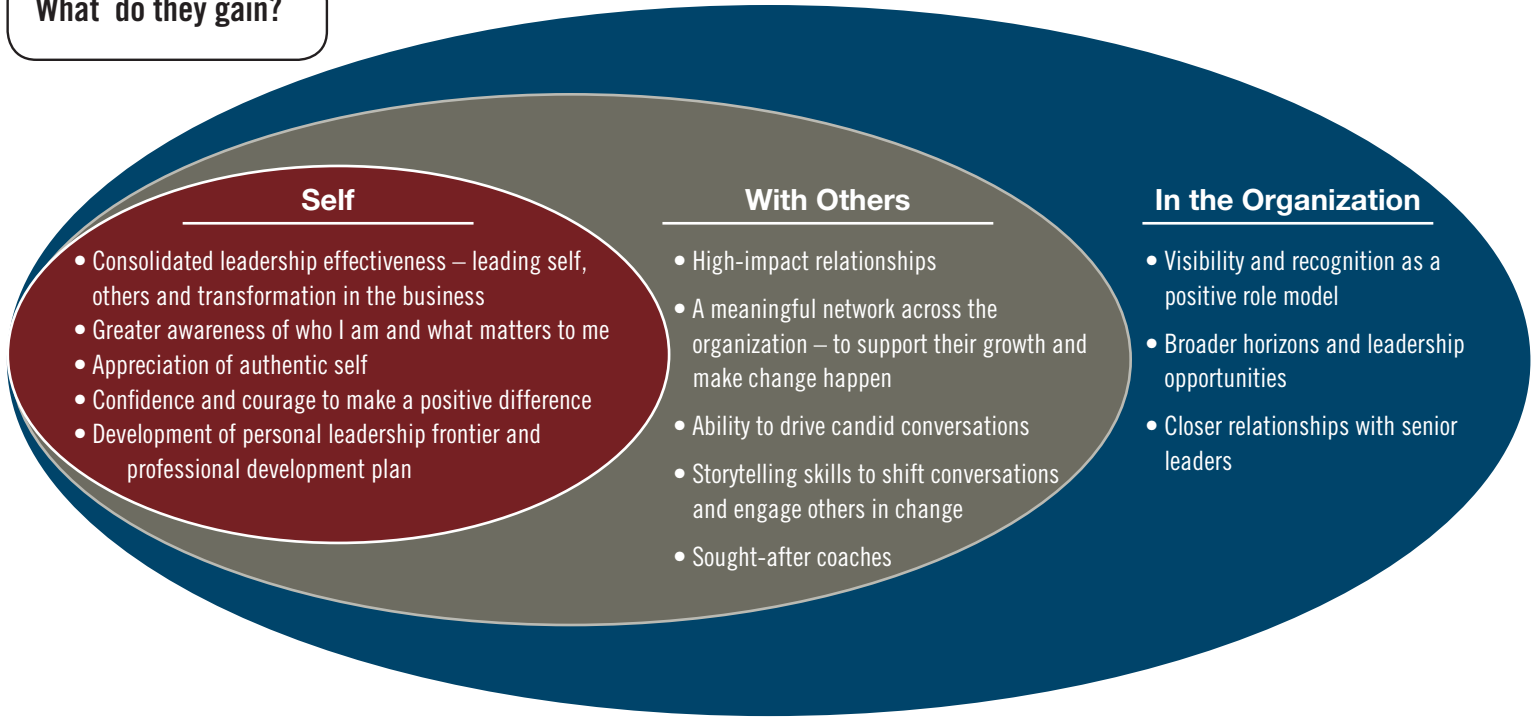 What do they gain?
Self
• Consolidated leadership effectiveness – leading self,
others and transformation in the business
• Greater awareness of who I am and what matters to me
• Appreciation of authentic self
• Confidence and courage to make a positive difference
• Development of personal leadership frontier and
professional development plan
With Others
• High-impact relationships
• A meaningful network across the
organization – to support their growth and
make change happen
• Ability to drive candid conversations
• Storytelling skills to shift conversations
and engage others in change
• Sought-after coaches
In the Organization
• Visibility and recognition as a
positive role model
• Broader horizons and leadership
opportunities
• Closer relationships with senior
leaders